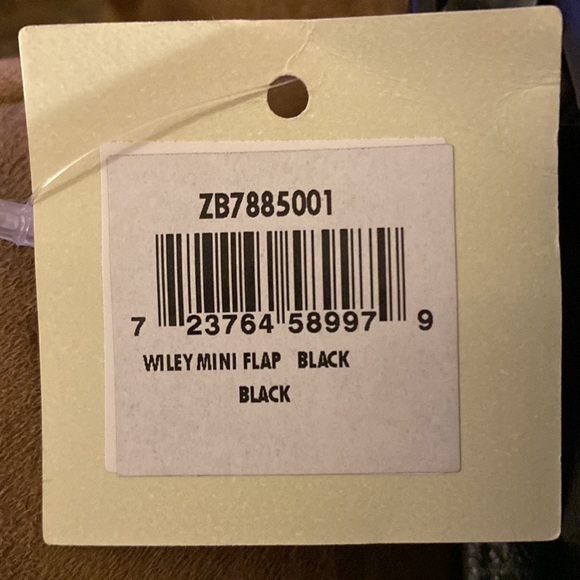 ZB7885001
7 23764 58997 9
WILEY MINI FLAP BLACK
BLACK